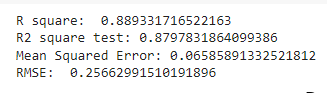 R square:  0.889331716522163
R2 square test: 0.8797831864099386
Mean Squared Error: 0.06585891332521812
RMSE:  0.25662991510191896